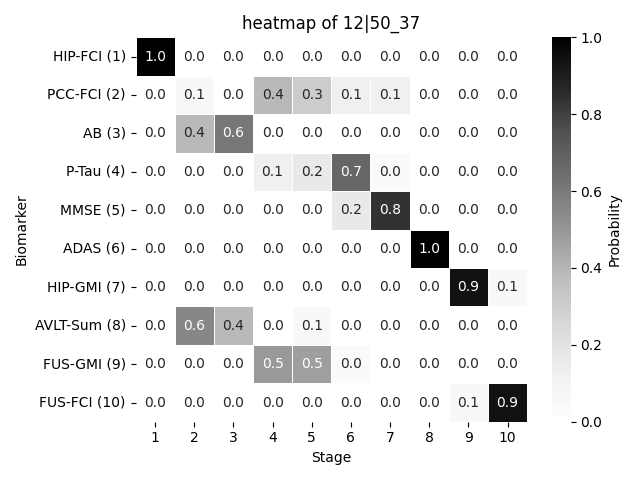 heatmap of 12|50_37
HIP-FCI (1) 1.0 0.0 0.0 0.0 0.0 0.0 0.0 0.0 0.0 0.0
PCC-FCI (2) 0.0 0.1 0.0 0.4 0.3 0.1 0.1 0.0 0.0 0.0
AB (3) 0.0 0.4 0.6 0.0 0.0 0.0 0.0 0.0 0.0 0.0
P-Tau (4) 0.0 0.0 0.0 0.1 0.2 0.7 0.0 0.0 0.0 0.0
MMSE (5) 0.0 0.0 0.0 0.0 0.0 0.2 0.8 0.0 0.0 0.0
ADAS (6) 0.0 0.0 0.0 0.0 0.0 0.0 0.0 1.0 0.0 0.0
HIP-GMI (7) 0.0 0.0 0.0 0.0 0.0 0.0 0.0 0.0 0.9 0.1
AVLT-Sum (8) 0.0 0.6 0.4 0.0 0.1 0.0 0.0 0.0 0.0 0.0
FUS-GMI (9) 0.0 0.0 0.0 0.5 0.5 0.0 0.0 0.0 0.0 0.0
FUS-FCI (10) 0.0 0.0 0.0 0.0 0.0 0.0 0.0 0.0 0.1 0.9
1 2 3 4 5 6 7 8 9 10
Stage
Biomarker
1.0
0.8
0.6
0.4
0.2
0.0
Probability